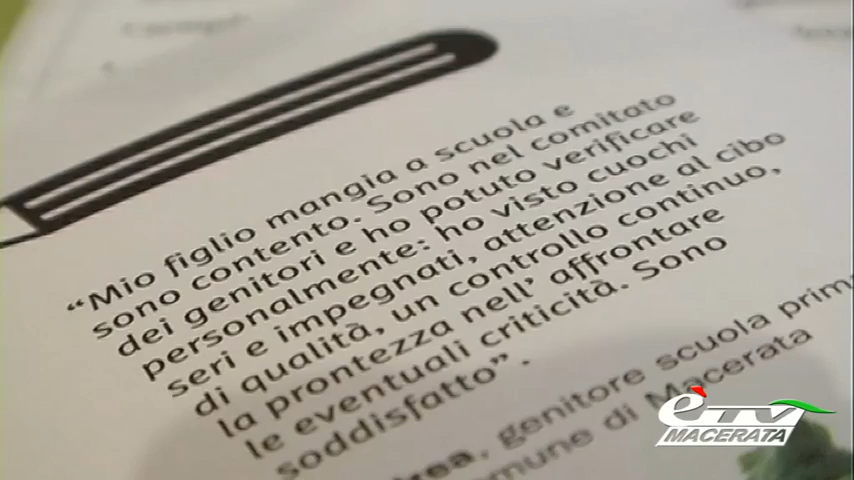 “Mio figlio mangia a scuola e
sono contento. Sono nel comitato
dei genitori e ho potuto verificare
personalmente: ho visto cuochi
seri e impegnati, attenzione al cibo
di qualità, un controllo continuo,
la prontezza nell' affrontare
le eventuali criticità. Sono
soddisfatto”.
genitore scuola
di Macerata
èTV
MACERATA